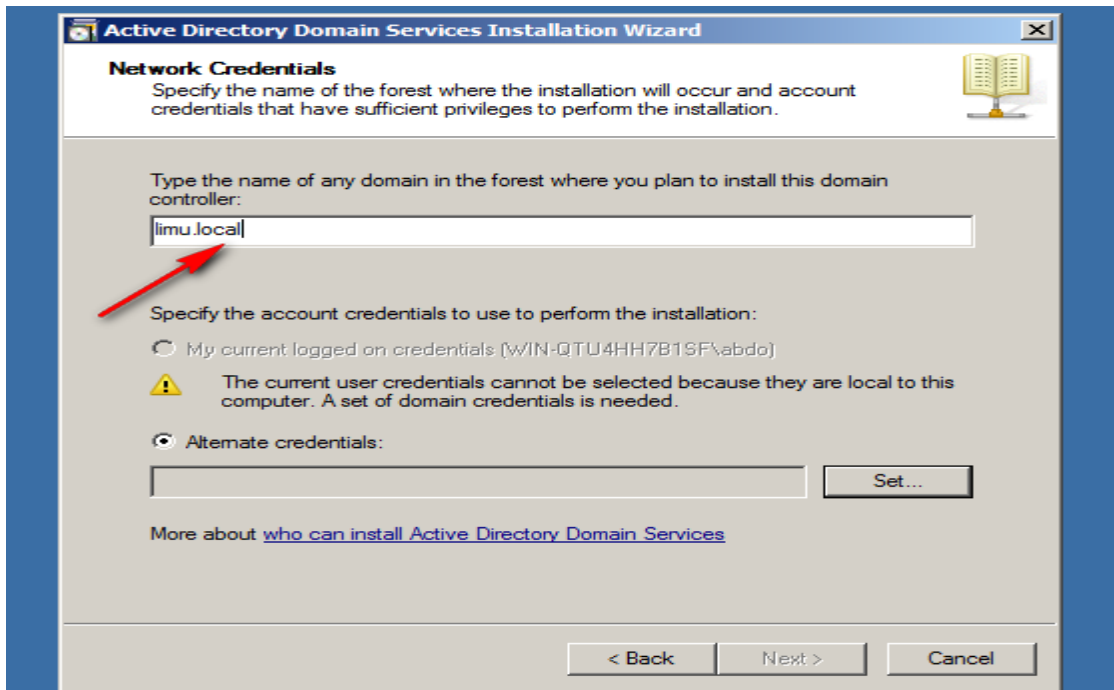 Active Directory Domain Services Installation Wizard
Network Credentials
Specify the name of the forest where the installation will occur and account
credentials that have sufficient privileges to perform the installation.
Type the name of any domain in the forest where you plan to install this domain
controller:
limu.local
Specify the account credentials to use to perform the installation:
My current logged on credentials (WIN-QTU4HH7B1SF\abdo)
The current user credentials cannot be selected because they are local to this
computer. A set of domain credentials is needed.
Alternate credentials:
Set...
More about who can install Active Directory Domain Services
< Back
Next >
Cancel